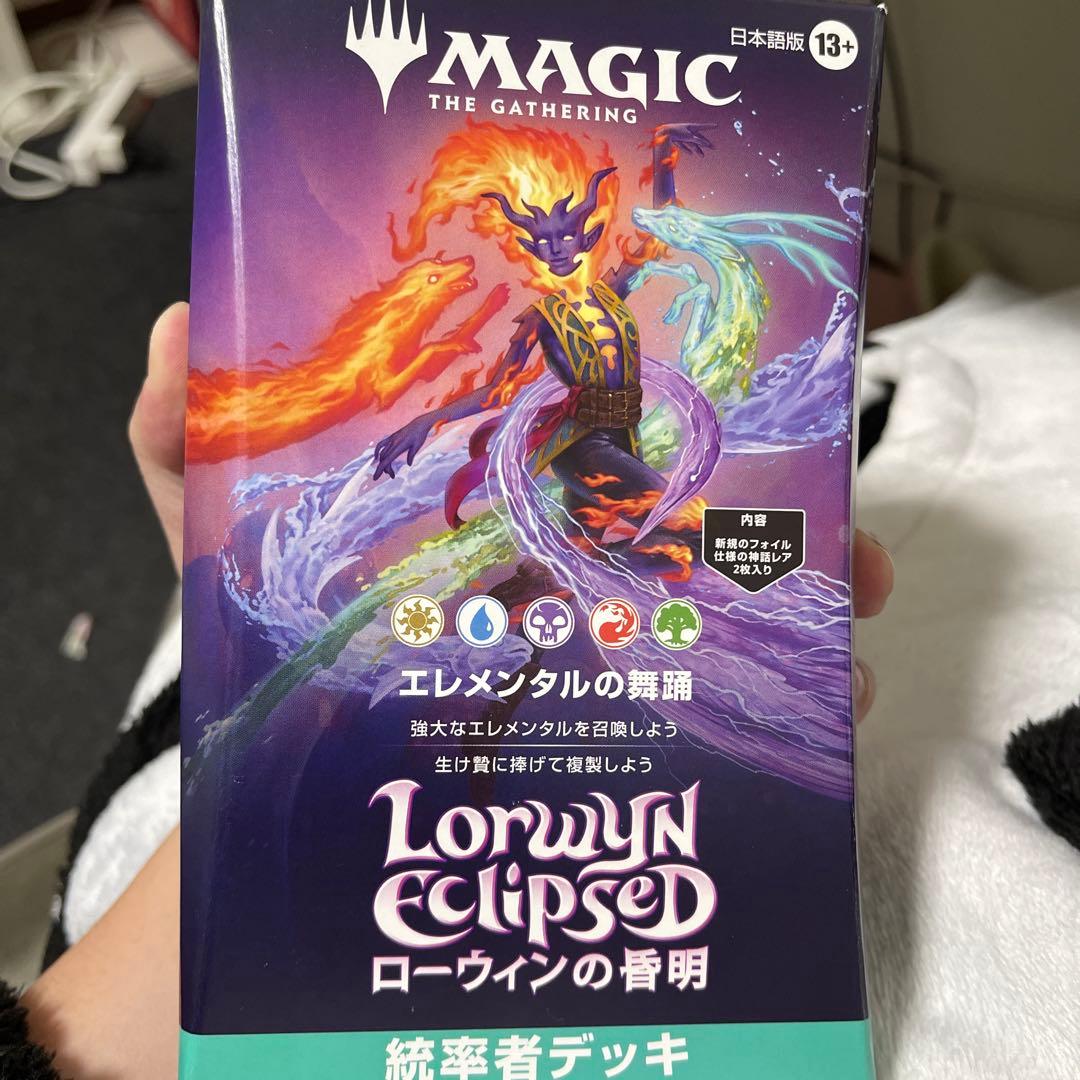 日本語版 13+
MAGIC
THE GATHERING
内容
新規のフォイル
仕様の神話レア
2枚入り
エレメンタルの舞踊
強大なエレメンタルを召喚しよう
生け贄に捧げて複製しよう
LORWYN
ECLIPSED
ローウィンの昏明
統率者デッキ